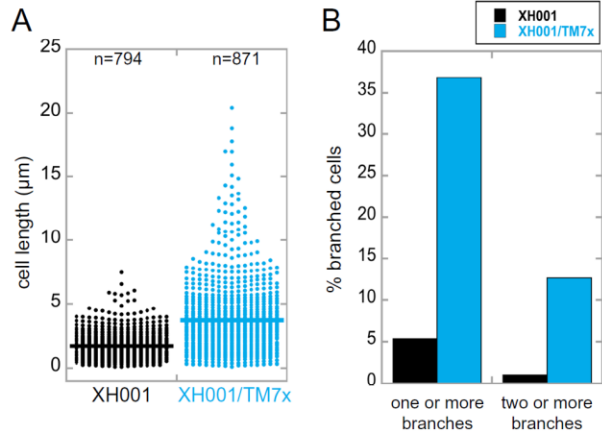 A
n=794
n=871
25
20
15
10
5
0
cell length (µm)
XH001
XH001/TM7x
B
XH001
XH001/TM7x
40
35
30
25
20
15
10
5
0
% branched cells
one or more
branches
two or more
branches